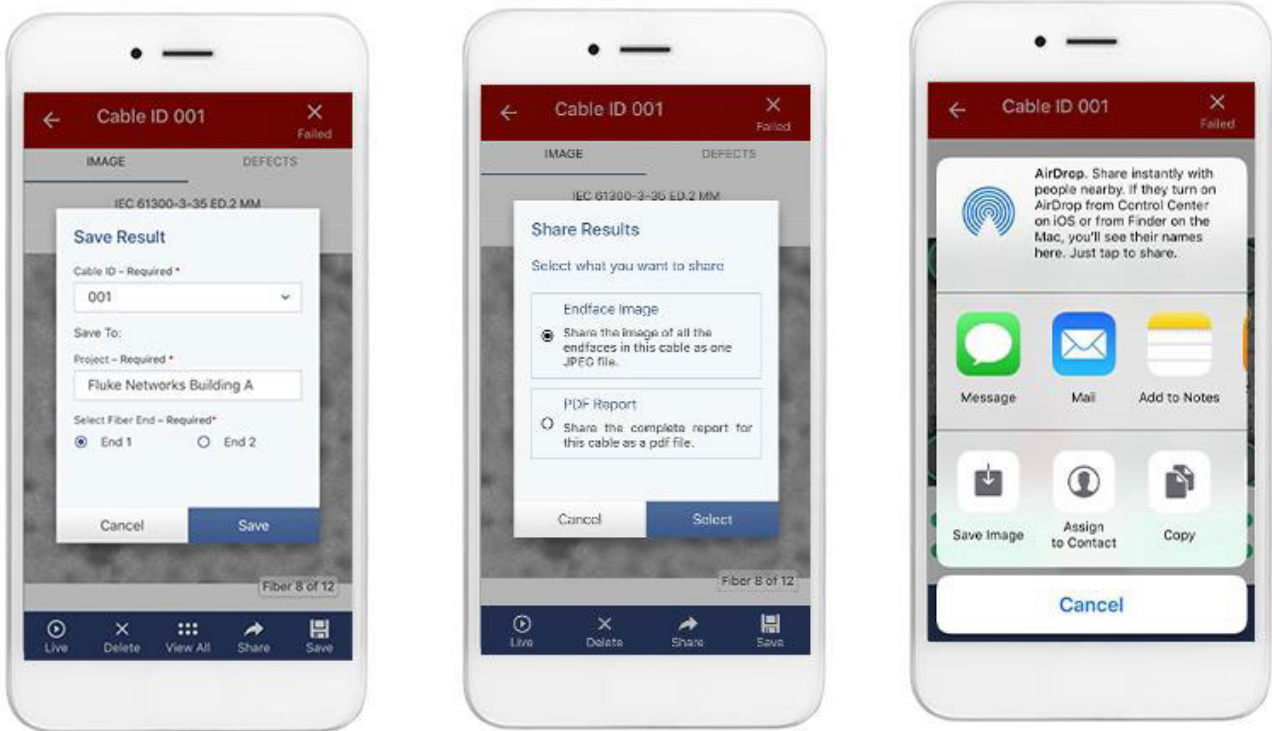 Cable ID 001
Failed
IMAGE DEFECTS
IEC 61300-3-35 ED.2 MM
Save Result
Cable ID – Required *
001
Save To:
Project – Required *
Fluke Networks Building A
Select Fiber End – Required*
End 1 End 2
Cancel Save
Fiber 8 of 12
Live Delete View All Share Save
Cable ID 001
Failed
IMAGE DEFECTS
IEC 61300-3-35 ED.2 MM
Share Results
Select what you want to share
Endface Image
Share the image of all the
endfaces in this cable as one
JPEG file.
PDF Report
Share the complete report for
this cable as a pdf file.
Cancel Select
Fiber 8 of 12
Live Delete Share Save
Cable ID 001
Failed
AirDrop. Share instantly with
people nearby. If they turn on
AirDrop from Control Center
on iOS or from Finder on the
Mac, you'll see their names
here. Just tap to share.
Message Mail Add to Notes
Save Image Assign
to Contact Copy
Cancel